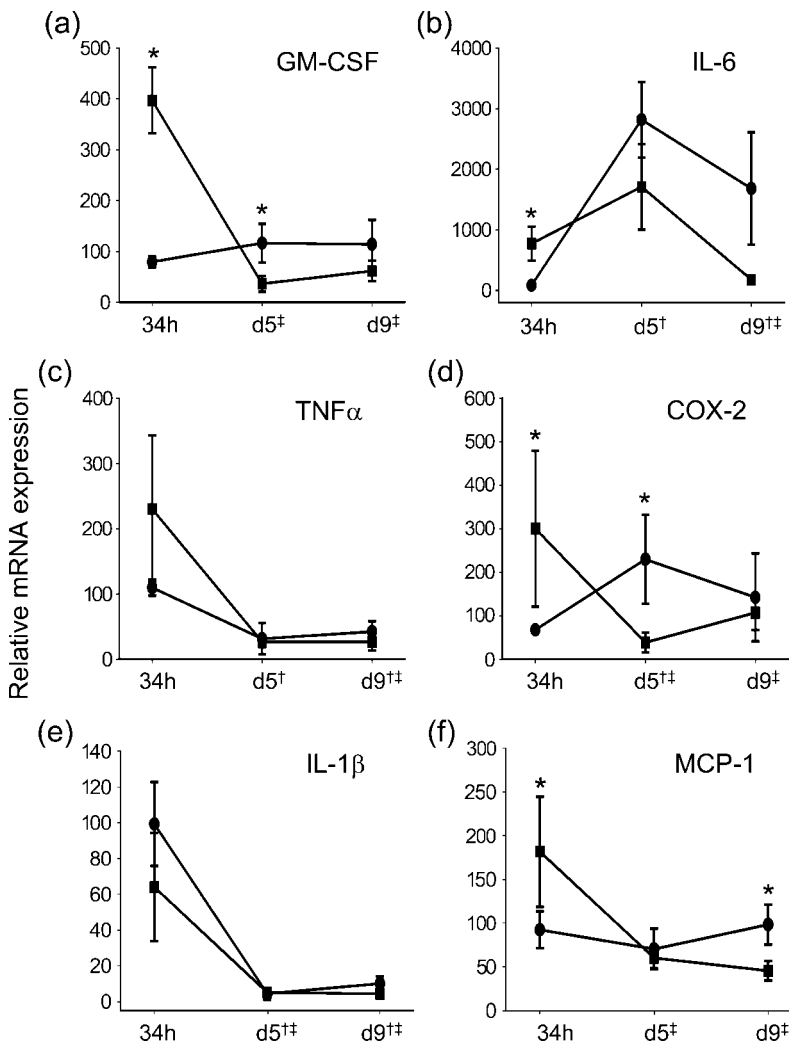 Relative mRNA expression
(a)
GM-CSF
500
400
300
200
100
0
*
*
34h d5‡ d9‡
(b)
IL-6
4000
3000
2000
1000
0
*
34h d5† d9†‡
(c)
TNFα
400
300
200
100
0
34h d5† d9†‡
(d)
COX-2
600
500
400
300
200
100
0
*
*
34h d5†‡ d9‡
(e)
IL-1β
140
120
100
80
60
40
20
0
34h d5†‡ d9†‡
(f)
MCP-1
300
250
200
150
100
50
0
*
*
34h d5‡ d9‡